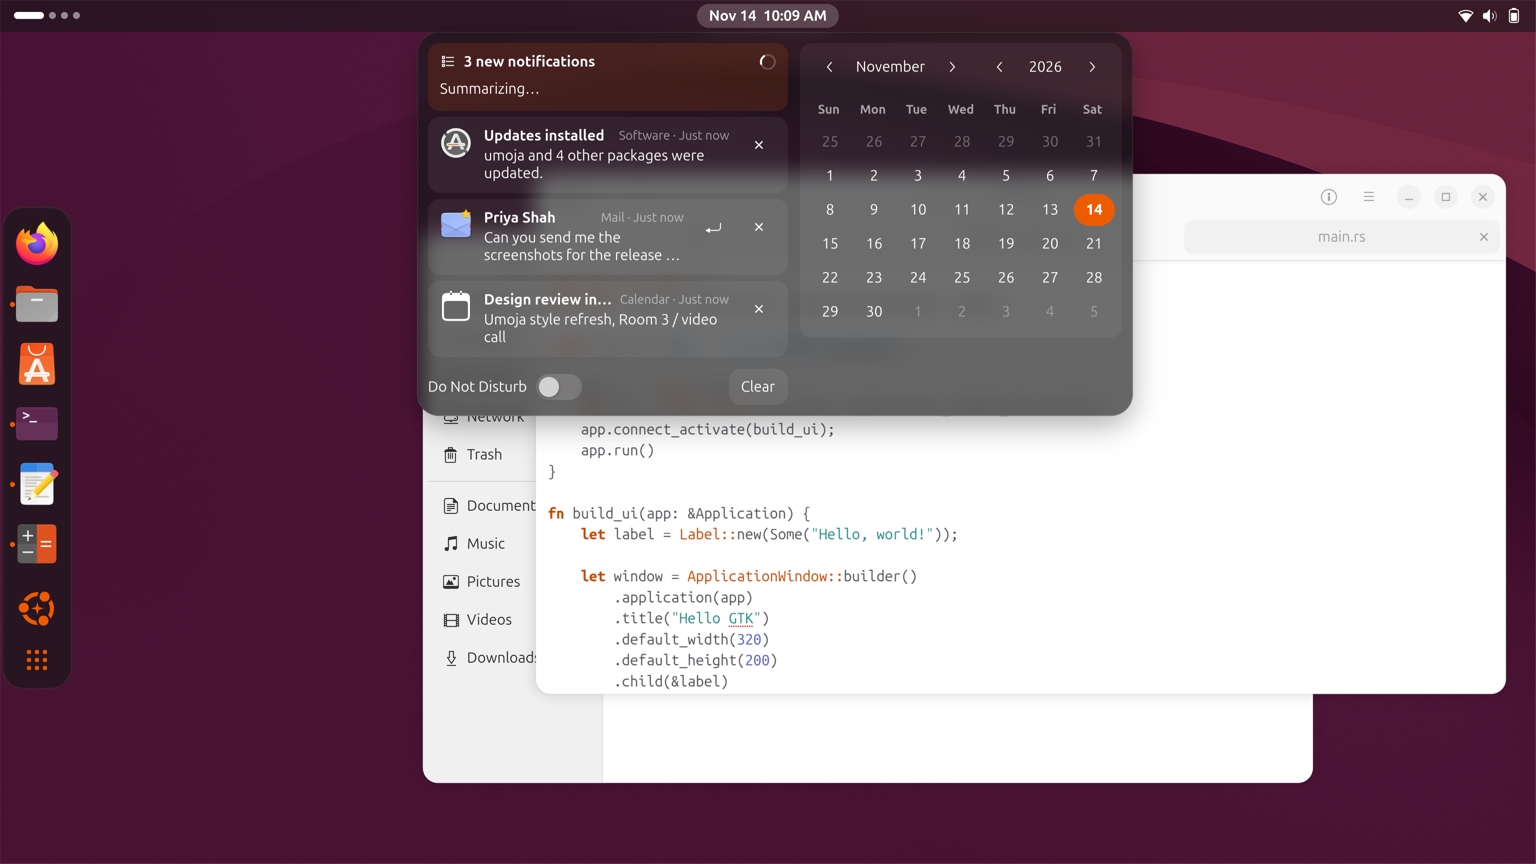 Nov 14 10:09 AM
3 new notifications
Summarizing…
Updates installed Software · Just now
umoja and 4 other packages were
updated.
Priya Shah Mail · Just now
Can you send me the
screenshots for the release …
Design review in… Calendar · Just now
Umoja style refresh, Room 3 / video
call
Do Not Disturb
Clear
November 2026
Sun Mon Tue Wed Thu Fri Sat
25 26 27 28 29 30 31
1 2 3 4 5 6 7
8 9 10 11 12 13 14
15 16 17 18 19 20 21
22 23 24 25 26 27 28
29 30 1 2 3 4 5
main.rs
Network
Trash
Document
Music
Pictures
Videos
Downloads
app.connect_activate(build_ui);
app.run()
}
fn build_ui(app: &Application) {
let label = Label::new(Some("Hello, world!"));
let window = ApplicationWindow::builder()
.application(app)
.title("Hello GTK")
.default_width(320)
.default_height(200)
.child(&label)